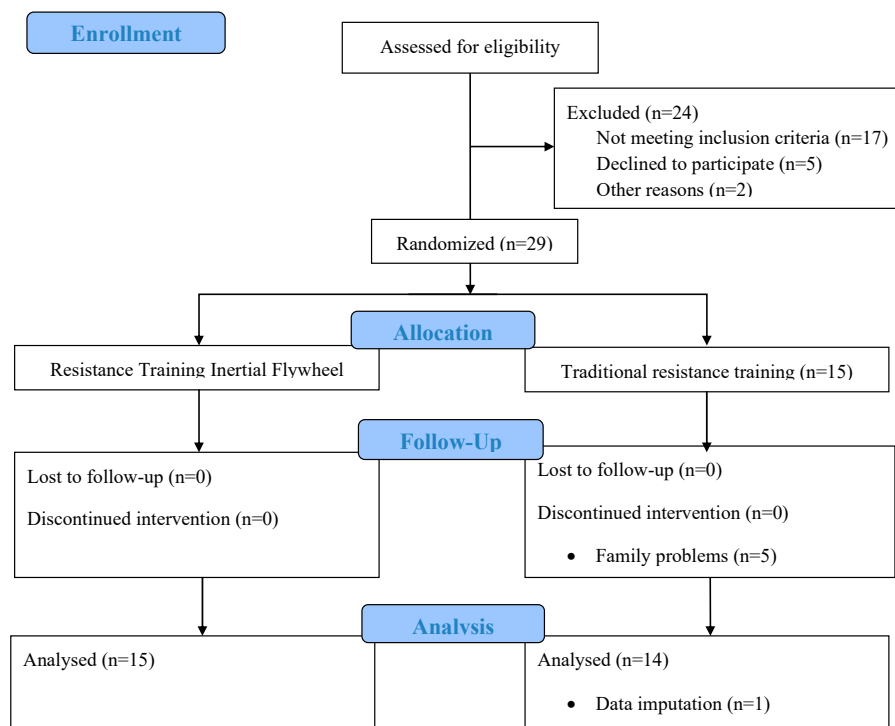 Enrollment
Assessed for eligibility
Excluded (n=24)
Not meeting inclusion criteria (n=17)
Declined to participate (n=5)
Other reasons (n=2)
Randomized (n=29)
Allocation
Resistance Training Inertial Flywheel
Traditional resistance training (n=15)
Follow-Up
Lost to follow-up (n=0)
Discontinued intervention (n=0)
Lost to follow-up (n=0)
Discontinued intervention (n=0)
• Family problems (n=5)
Analysis
Analysed (n=15)
Analysed (n=14)
• Data imputation (n=1)